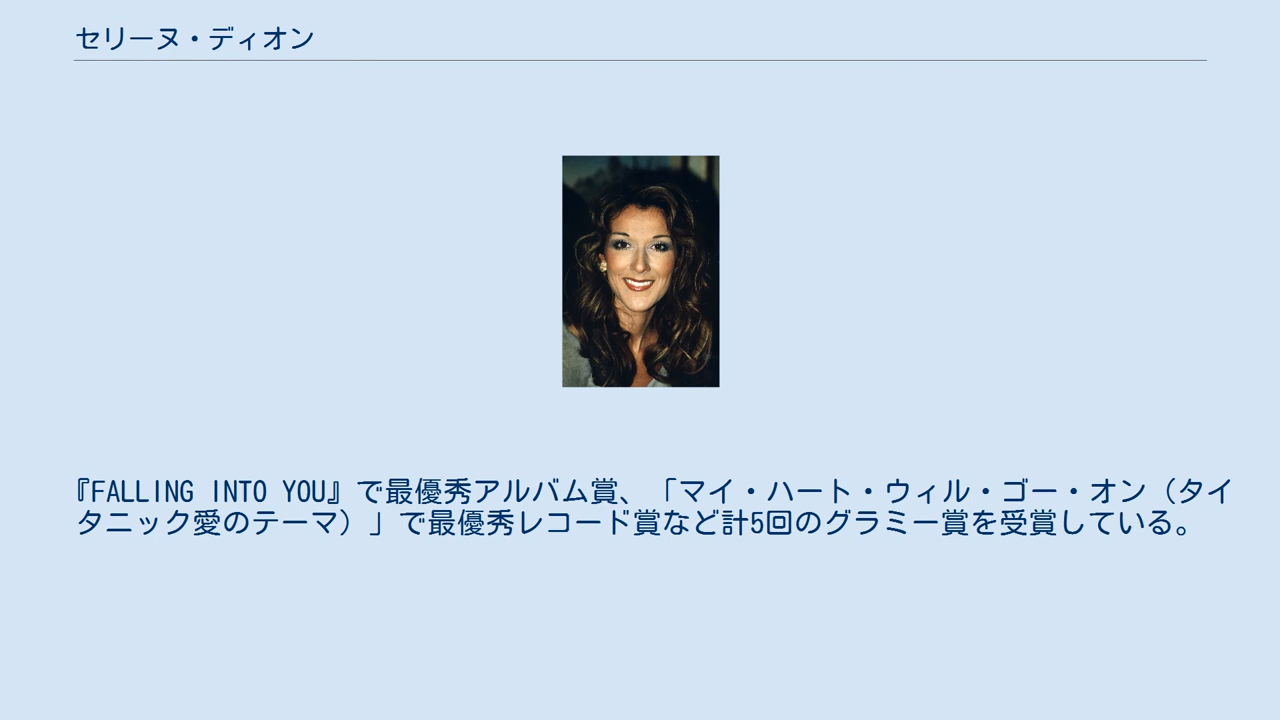 セリーヌ・ディオン
『FALLING INTO YOU』で最優秀アルバム賞、「マイ・ハート・ウィル・ゴー・オン（タイ
タニック愛のテーマ）」で最優秀レコード賞など計5回のグラミー賞を受賞している。